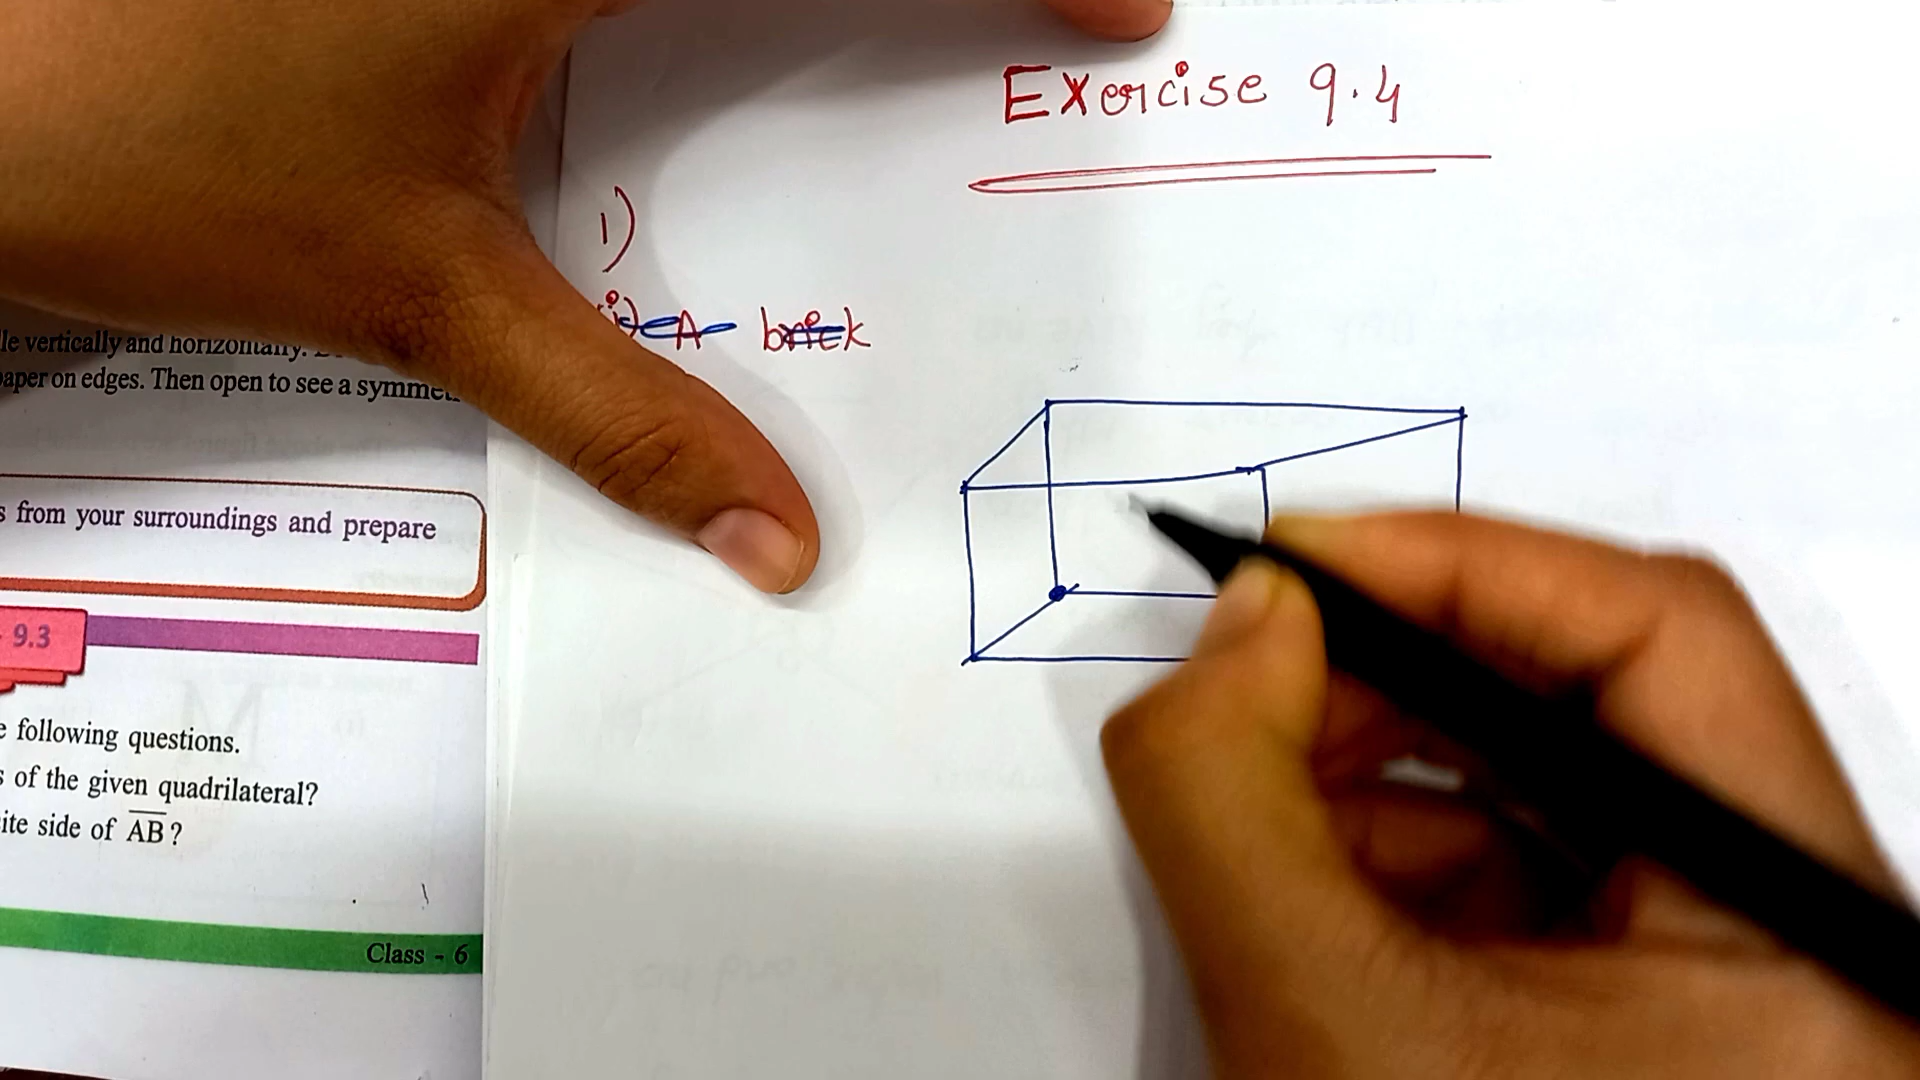 Exercise 9.4
1)
i) A brick
le vertically and horizontally.
aper on edges. Then open to see a symme
s from your surroundings and prepare
9.3
e following questions.
s of the given quadrilateral?
ite side of AB?
Class - 6